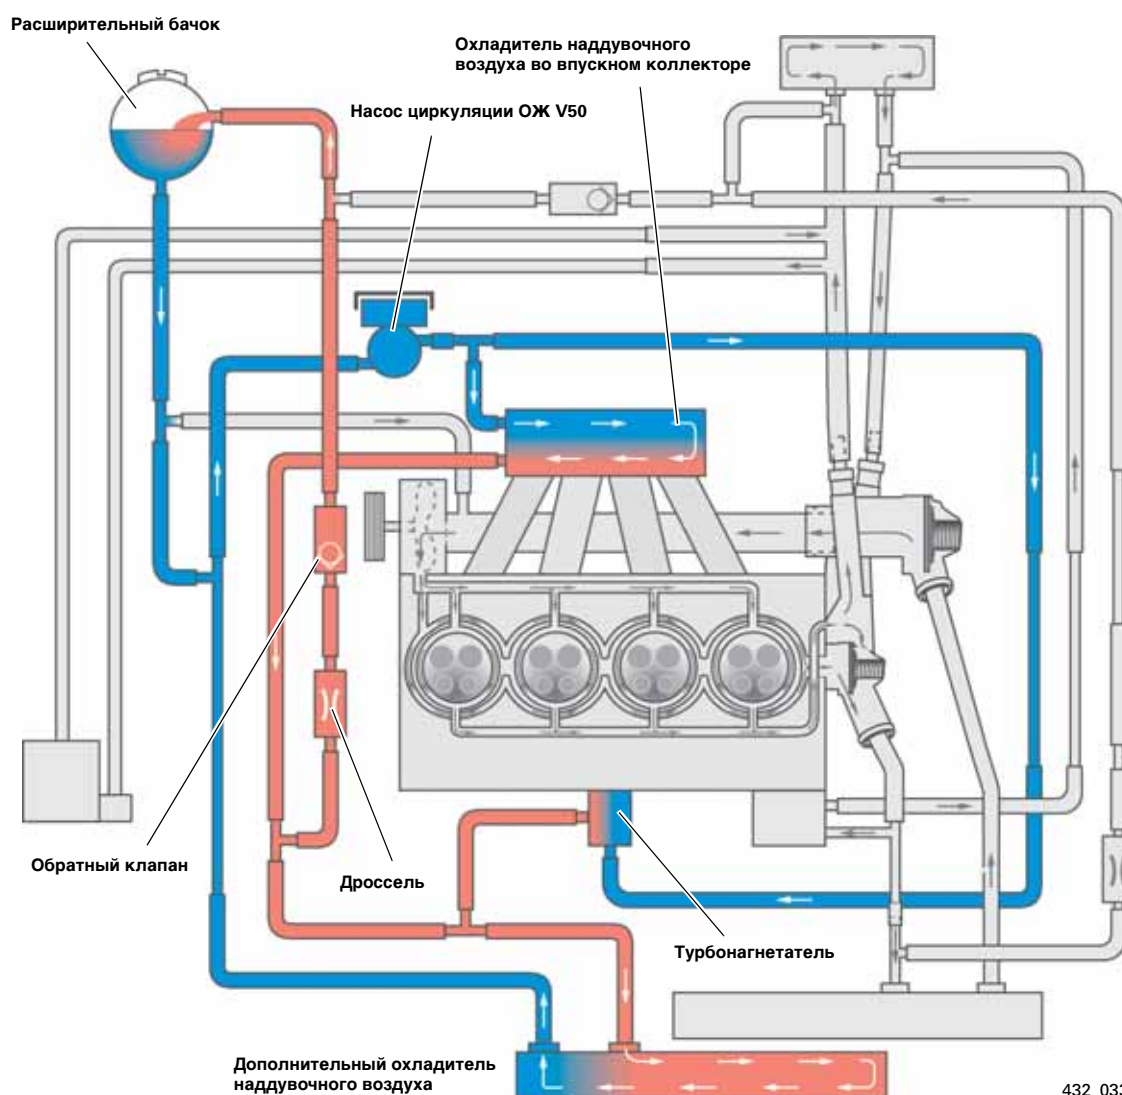 Расширительный бачок
Охладитель наддувочного
воздуха во впускном коллекторе
Насос циркуляции ОЖ V50
Обратный клапан
Дроссель
Турбонагнетатель
Дополнительный охладитель
наддувочного воздуха
432_033